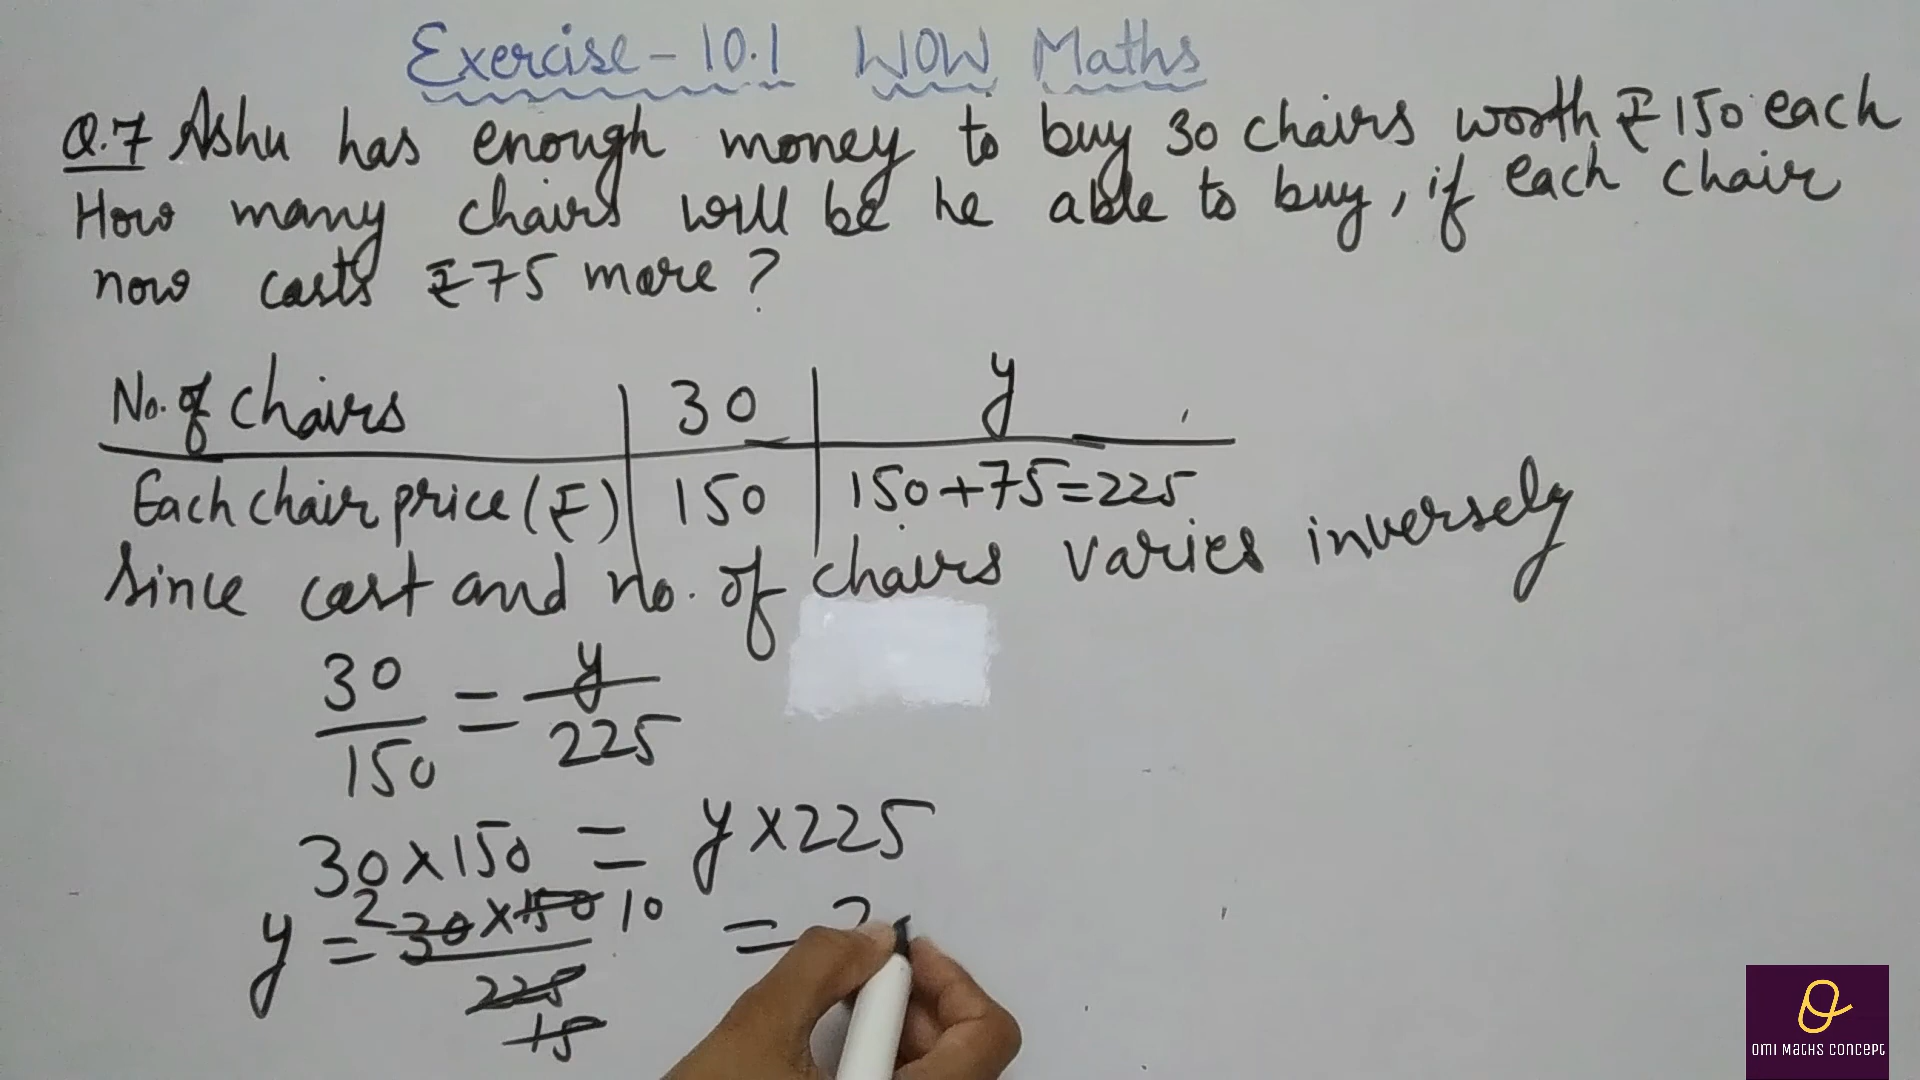 Exercise-10.1 WOW Maths
Q.7 Ashu has enough money to buy 30 chairs worth ₹150 each
How many chairs will be he able to buy, if each chair
now costs ₹75 more?
No. of chairs 30 y
Each chair price (₹) 150 150+75=225
Since cost and no. of chairs varies inversely
30/150 = y/225
30×150 = y×225
y = 2 30×150 10 / 225 15 = 2
OMI MATHS CONCEPT